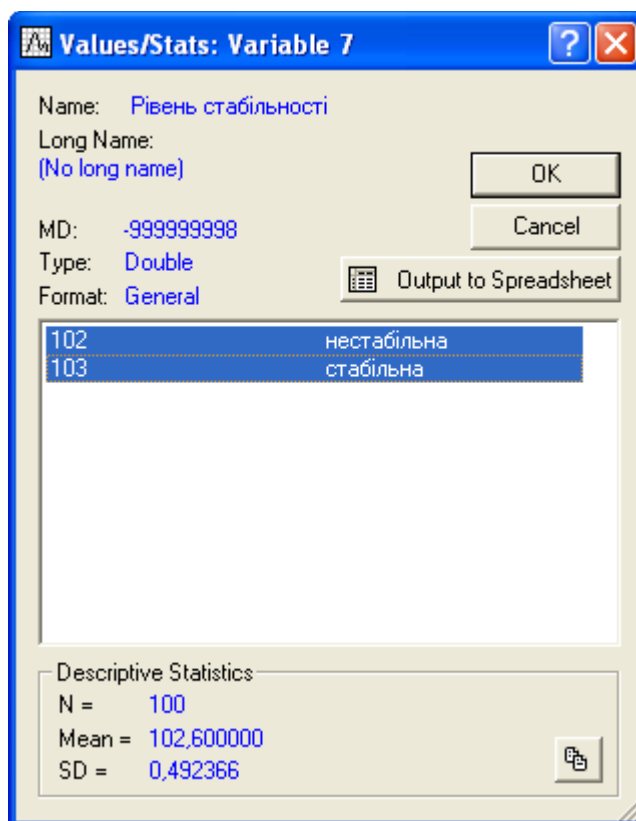 Values/Stats: Variable 7
Name: Рівень стабільності
Long Name:
(No long name)
OK
MD: -999999998
Cancel
Type: Double
Output to Spreadsheet
Format: General
102 нестабільна
103 стабільна
Descriptive Statistics
N = 100
Mean = 102,600000
SD = 0,492366